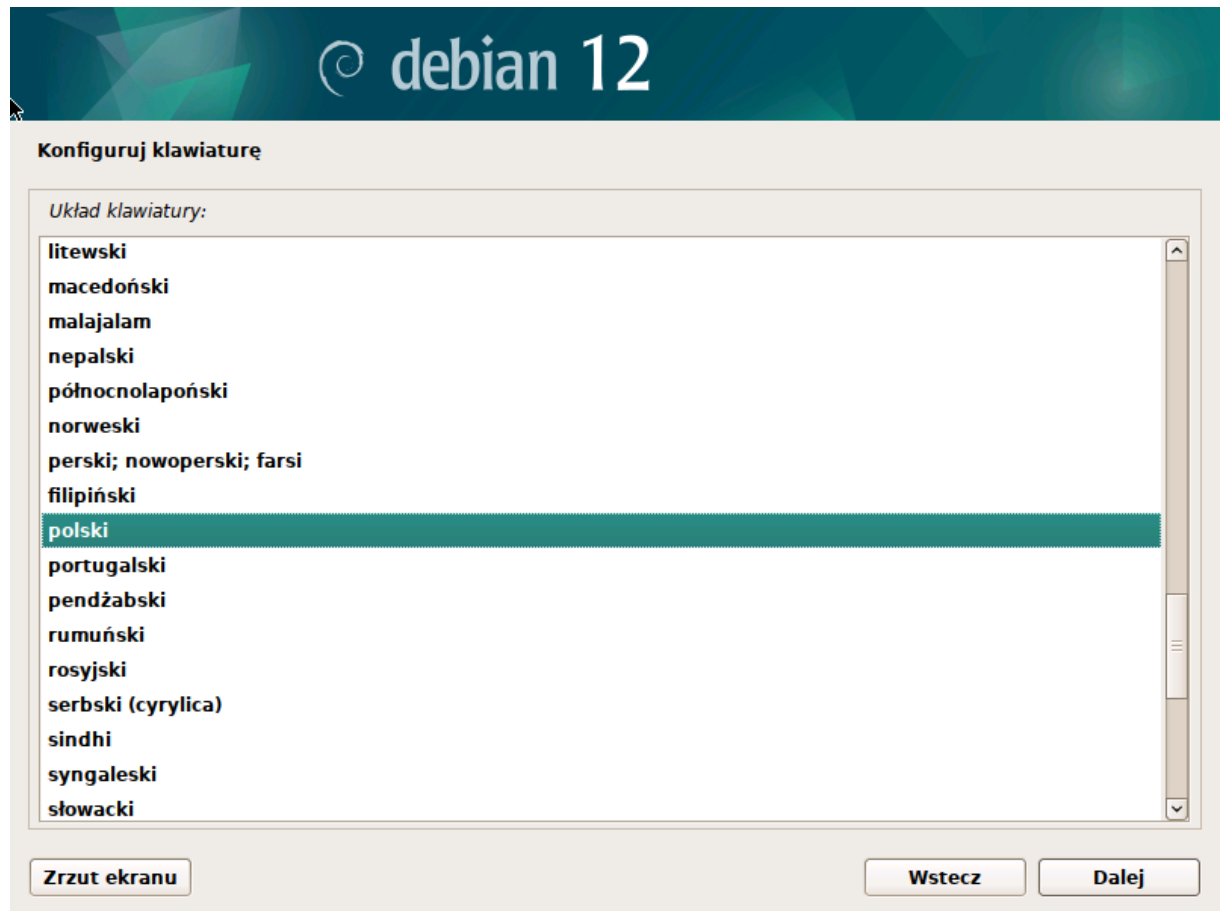 debian 12
Konfiguruj klawiaturę
Układ klawiatury:
litewski
macedoński
malajalam
nepalski
północnolapoński
norweski
perski; nowoperski; farsi
filipiński
polski
portugalski
pendżabski
rumuński
rosyjski
serbski (cyrylica)
sindhi
syngaleski
słowacki
Zrzut ekranu
Wstecz
Dalej